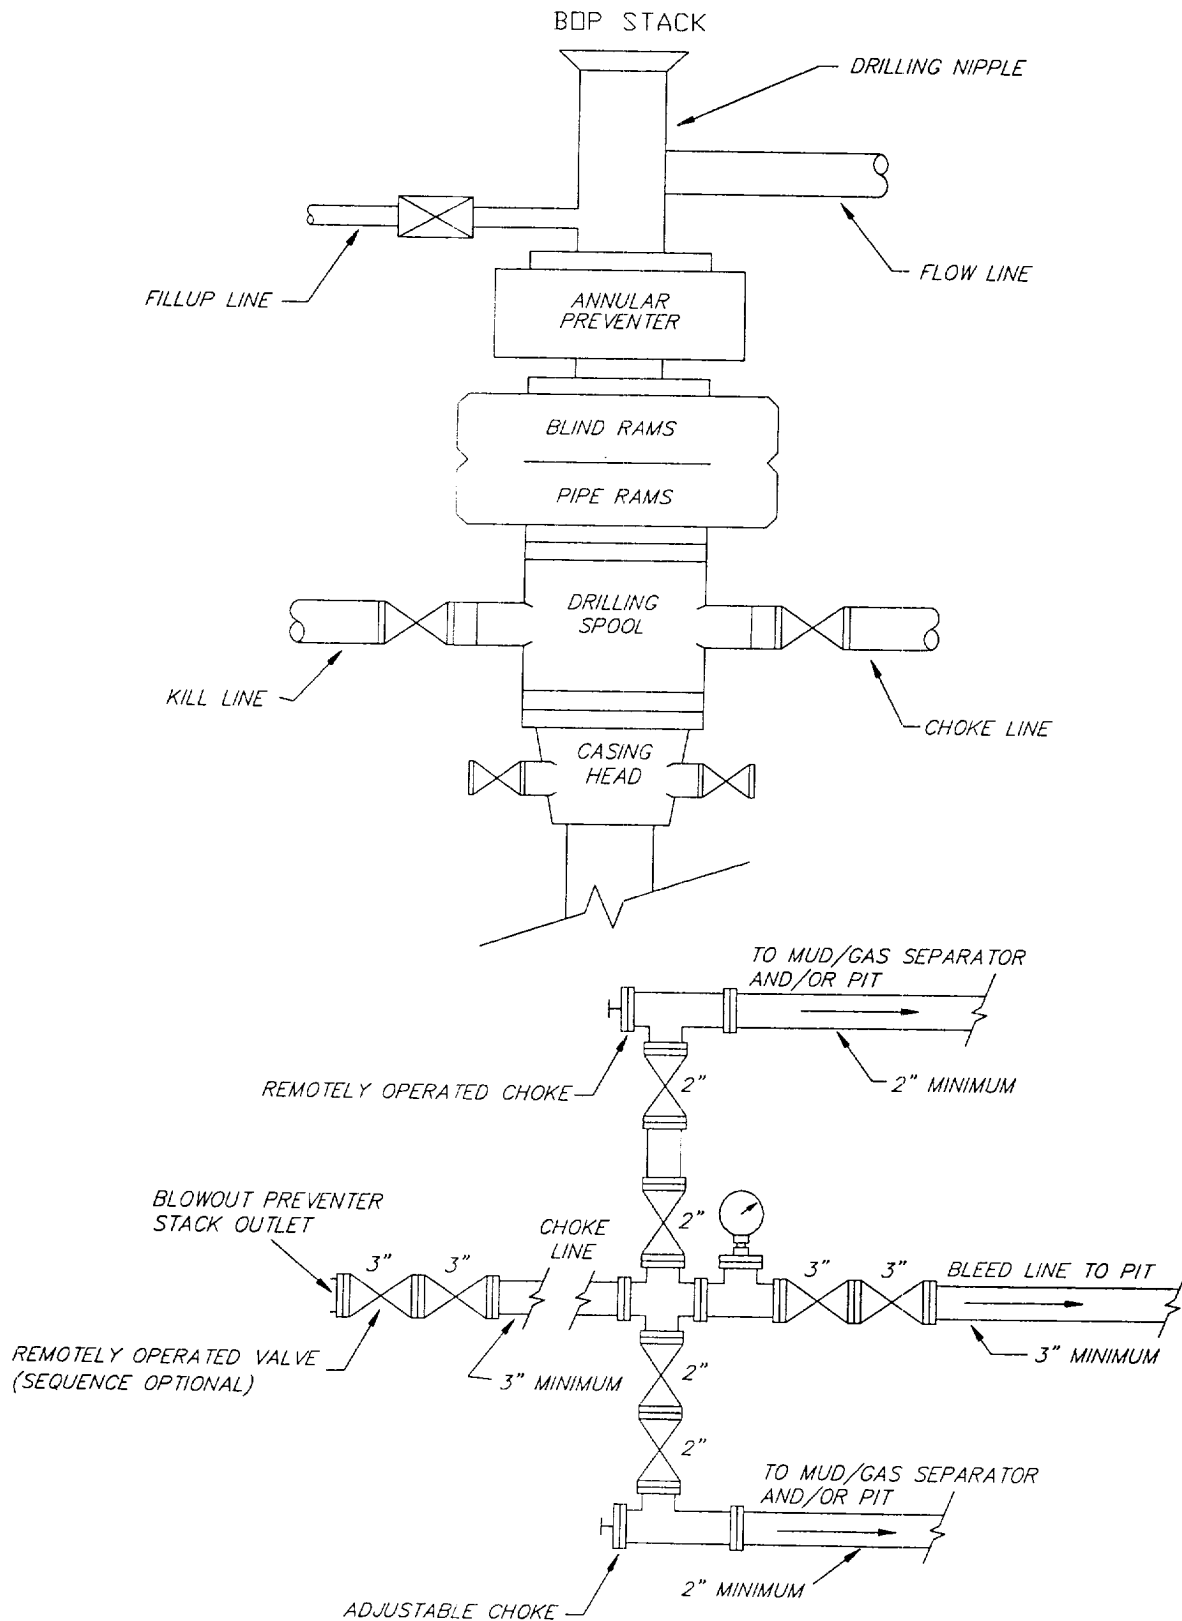 BOP STACK
DRILLING NIPPLE
FLOW LINE
FILLUP LINE
ANNULAR
PREVENTER
BLIND RAMS
PIPE RAMS
DRILLING
SPOOL
KILL LINE
CHOKE LINE
CASING
HEAD
TO MUD/GAS SEPARATOR
AND/OR PIT
REMOTELY OPERATED CHOKE
2"
2" MINIMUM
BLOWOUT PREVENTER
STACK OUTLET
2"
CHOKE
LINE
3"
3"
3"
3"
BLEED LINE TO PIT
REMOTELY OPERATED VALVE
(SEQUENCE OPTIONAL)
3" MINIMUM
2"
3" MINIMUM
2"
TO MUD/GAS SEPARATOR
AND/OR PIT
2" MINIMUM
ADJUSTABLE CHOKE